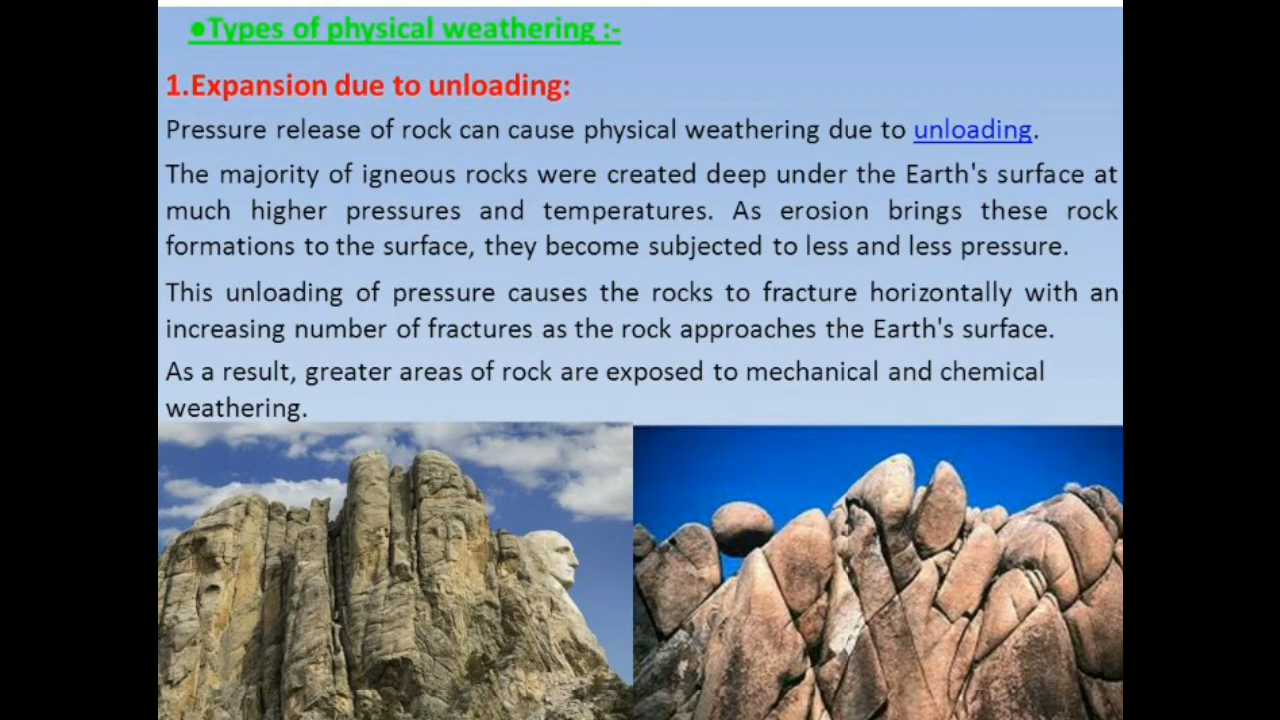 ●Types of physical weathering :-
1.Expansion due to unloading:
Pressure release of rock can cause physical weathering due to unloading.
The majority of igneous rocks were created deep under the Earth's surface at
much higher pressures and temperatures. As erosion brings these rock
formations to the surface, they become subjected to less and less pressure.
This unloading of pressure causes the rocks to fracture horizontally with an
increasing number of fractures as the rock approaches the Earth's surface.
As a result, greater areas of rock are exposed to mechanical and chemical
weathering.